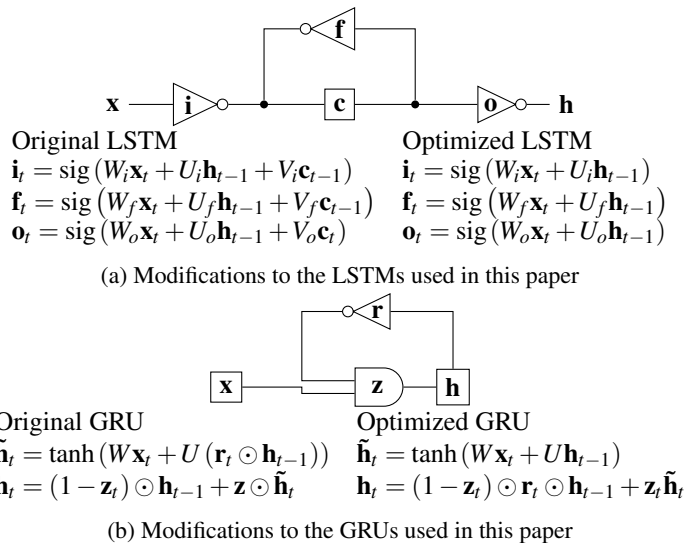 f
x i c o h
Original LSTM Optimized LSTM
i_t = sig (W_i x_t + U_i h_{t−1} + V_i c_{t−1}) i_t = sig (W_i x_t + U_i h_{t−1})
f_t = sig (W_f x_t + U_f h_{t−1} + V_f c_{t−1}) f_t = sig (W_f x_t + U_f h_{t−1})
o_t = sig (W_o x_t + U_o h_{t−1} + V_o c_t) o_t = sig (W_o x_t + U_o h_{t−1})
(a) Modifications to the LSTMs used in this paper
r
x z h
Original GRU Optimized GRU
h̃_t = tanh (W x_t + U (r_t ⊙ h_{t−1})) h̃_t = tanh (W x_t + U h_{t−1})
h_t = (1 − z_t) ⊙ h_{t−1} + z ⊙ h̃_t h_t = (1 − z_t) ⊙ r_t ⊙ h_{t−1} + z_t h̃_t
(b) Modifications to the GRUs used in this paper